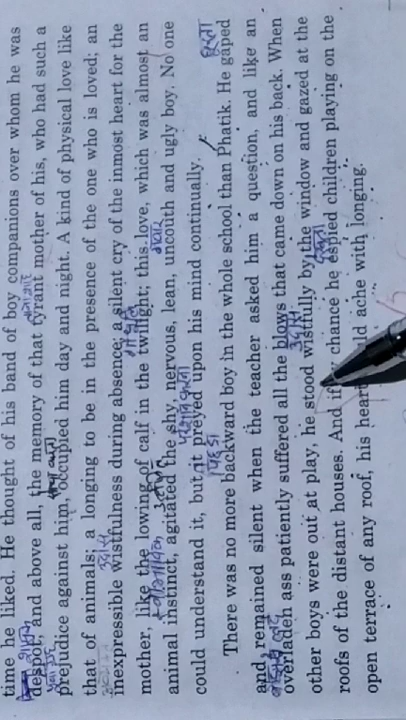 time he liked. He thought of his band of boy companions over whom he was
despot, and above all, the memory of that tyrant mother of his, who had such a
prejudice against him, occupied him day and night. A kind of physical love like
that of animals; a longing to be in the presence of the one who is loved; an
inexpressible wistfulness during absence; a silent cry of the inmost heart for the
mother, like the lowing of calf in the twilight; this love, which was almost an
animal instinct, agitated the shy, nervous, lean, uncouth and ugly boy. No one
could understand it, but it preyed upon his mind continually.
There was no more backward boy in the whole school than Phatik. He gaped
and remained silent when the teacher asked him a question, and like an
overladen ass patiently suffered all the blows that came down on his back. When
other boys were out at play, he stood wistfully by the window and gazed at the
roofs of the distant houses. And if chance he espied children playing on the
open terrace of any roof, his heart ache with longing.